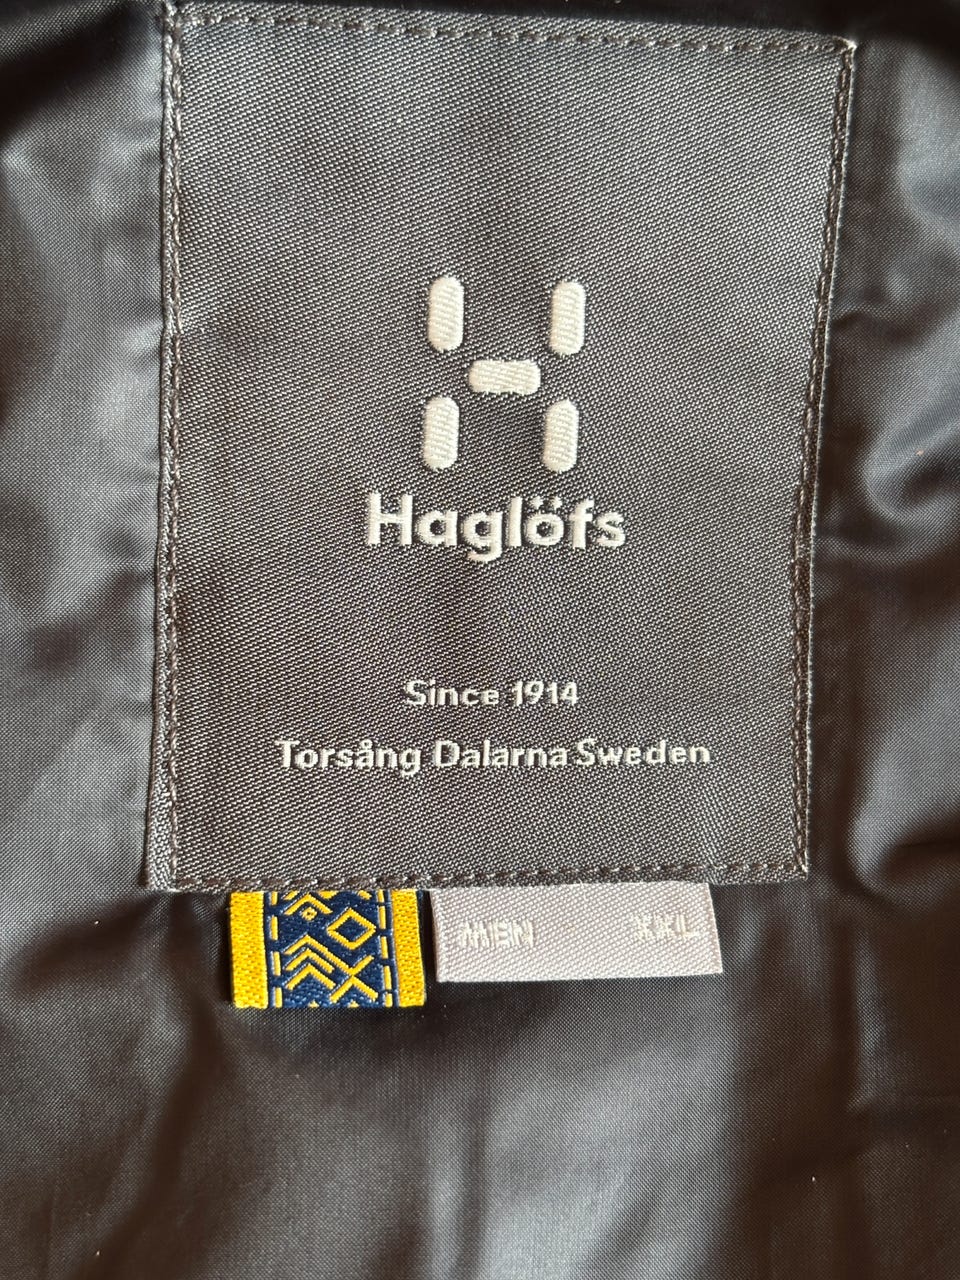 Haglöfs
Since 1914
Torsång Dalarna Sweden
MEN XXL